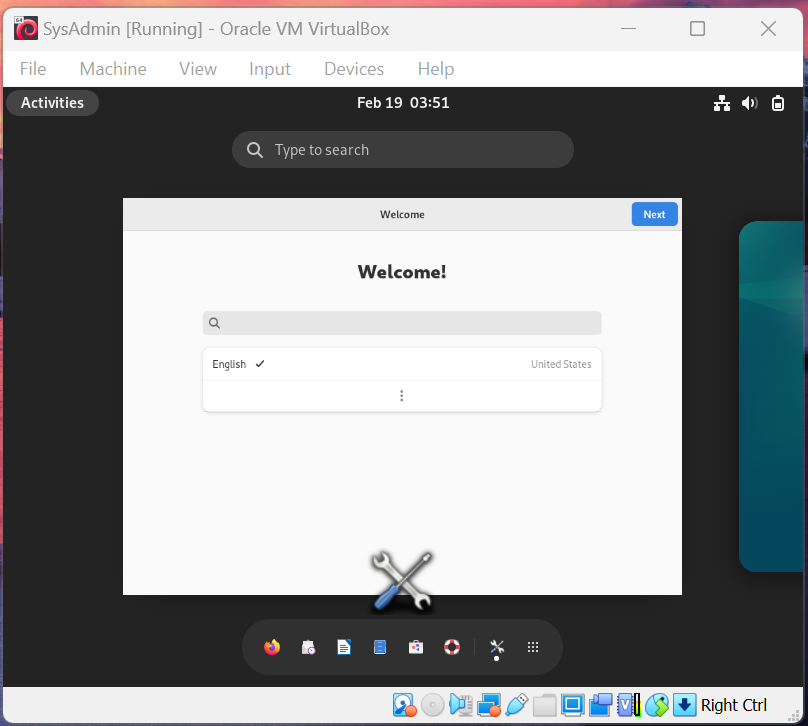 SysAdmin [Running] - Oracle VM VirtualBox
File Machine View Input Devices Help
Activities Feb 19 03:51
Type to search
Welcome Next
Welcome!
English ✓ United States
Right Ctrl